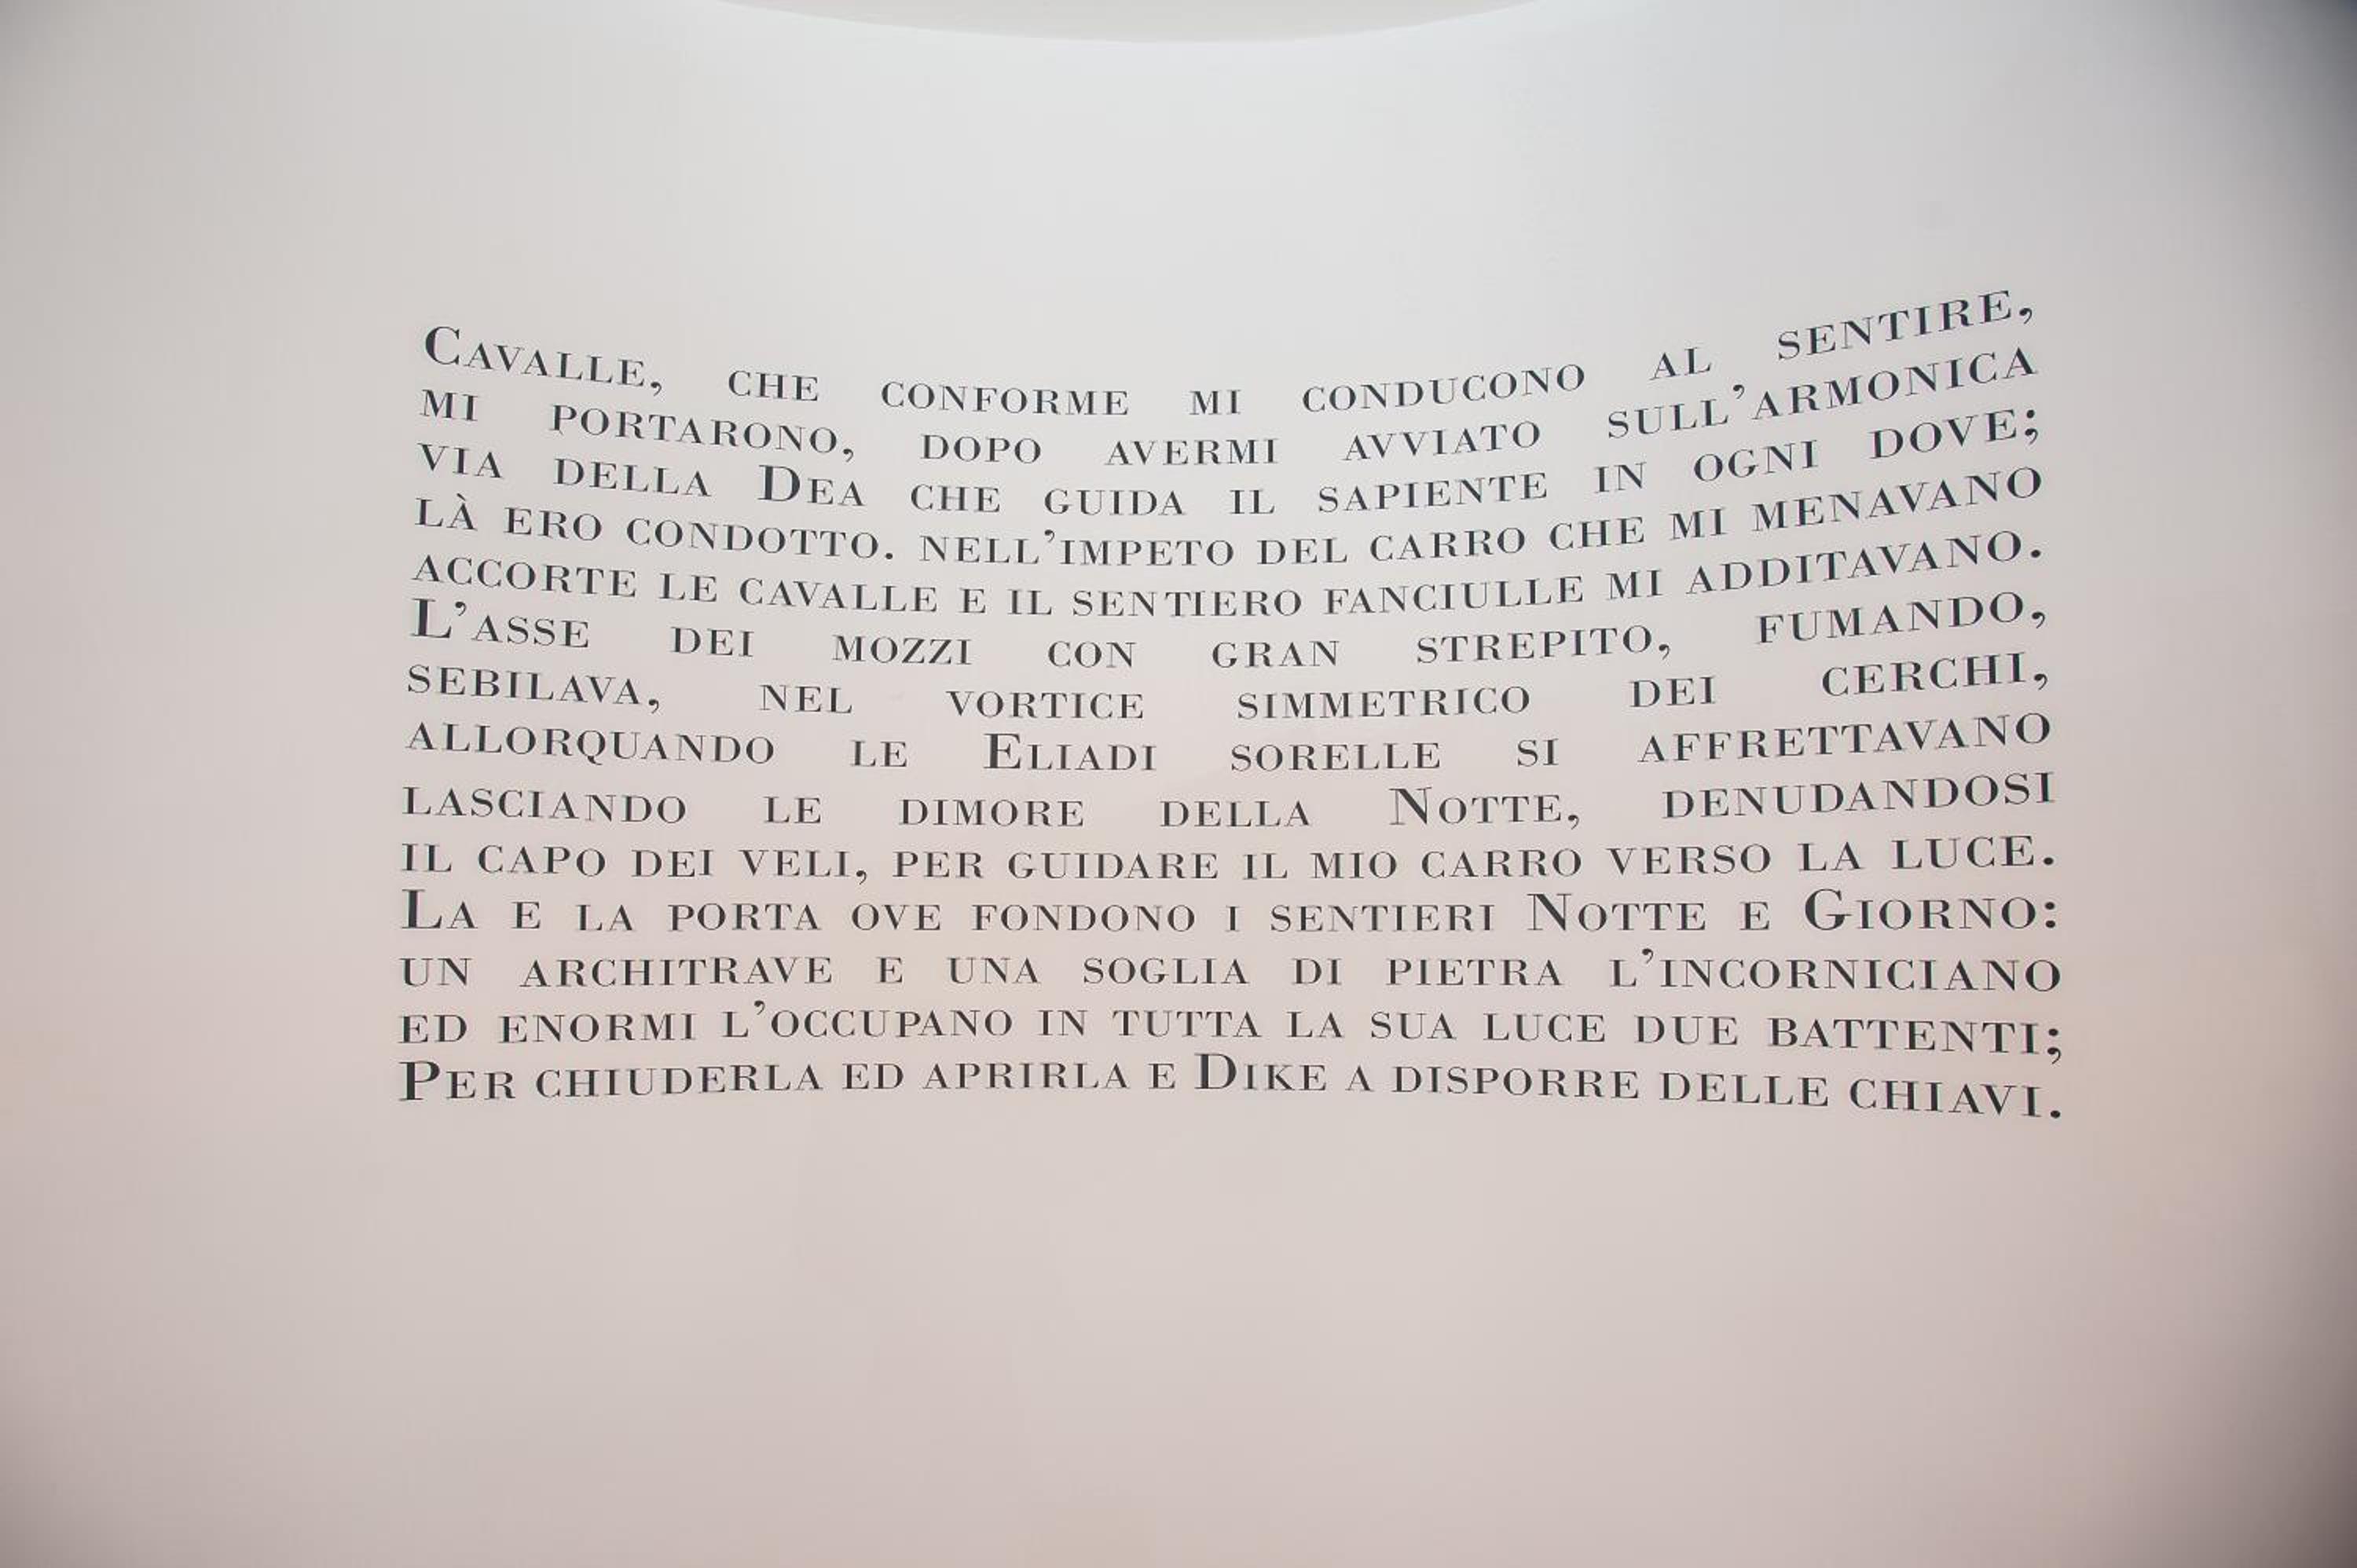 Cavalle, che conforme mi conducono al sentire,
mi portarono, dopo avermi avviato sull'armonica
via della Dea che guida il sapiente in ogni dove;
là ero condotto. nell'impeto del carro che mi menavano
accorte le cavalle e il sentiero fanciulle mi additavano.
L'asse dei mozzi con gran strepito, fumando,
sebilava, nel vortice simmetrico dei cerchi,
allorquando le Eliadi sorelle si affrettavano
lasciando le dimore della Notte, denudandosi
il capo dei veli, per guidare il mio carro verso la luce.
La e la porta ove fondono i sentieri Notte e Giorno:
un architrave e una soglia di pietra l'incorniciano
ed enormi l'occupano in tutta la sua luce due battenti;
Per chiuderla ed aprirla e Dike a disporre delle chiavi.